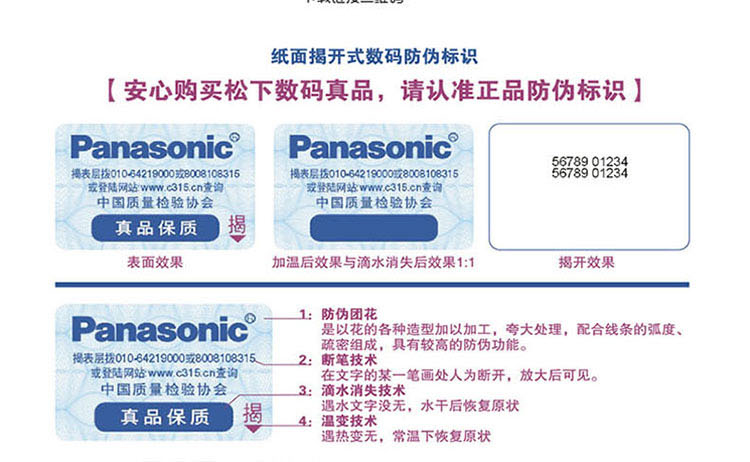 纸面揭开式数码防伪标识
【安心购买松下数码真品，请认准正品防伪标识】
Panasonic®
揭表层拨010-64219000或8008108315
或登陆网站:www.c315.cn查询
中国质量检验协会
真品保质
揭
表面效果
Panasonic®
揭表层拨010-64219000或8008108315
或登陆网站:www.c315.cn查询
中国质量检验协会
加温后效果与滴水消失后效果1:1
56789 01234
56789 01234
揭开效果
Panasonic®
揭表层拨010-64219000或8008108315
或登陆网站:www.c315.cn查询
中国质量检验协会
真品保质
揭
1：防伪团花
是以花的各种造型加以加工，夸大处理，配合线条的弧度、
疏密组成，具有较高的防伪功能。
2：断笔技术
在文字的某一笔画处人为断开，放大后可见。
3：滴水消失技术
遇水文字没无，水干后恢复原状
4：温变技术
遇热变无，常温下恢复原状